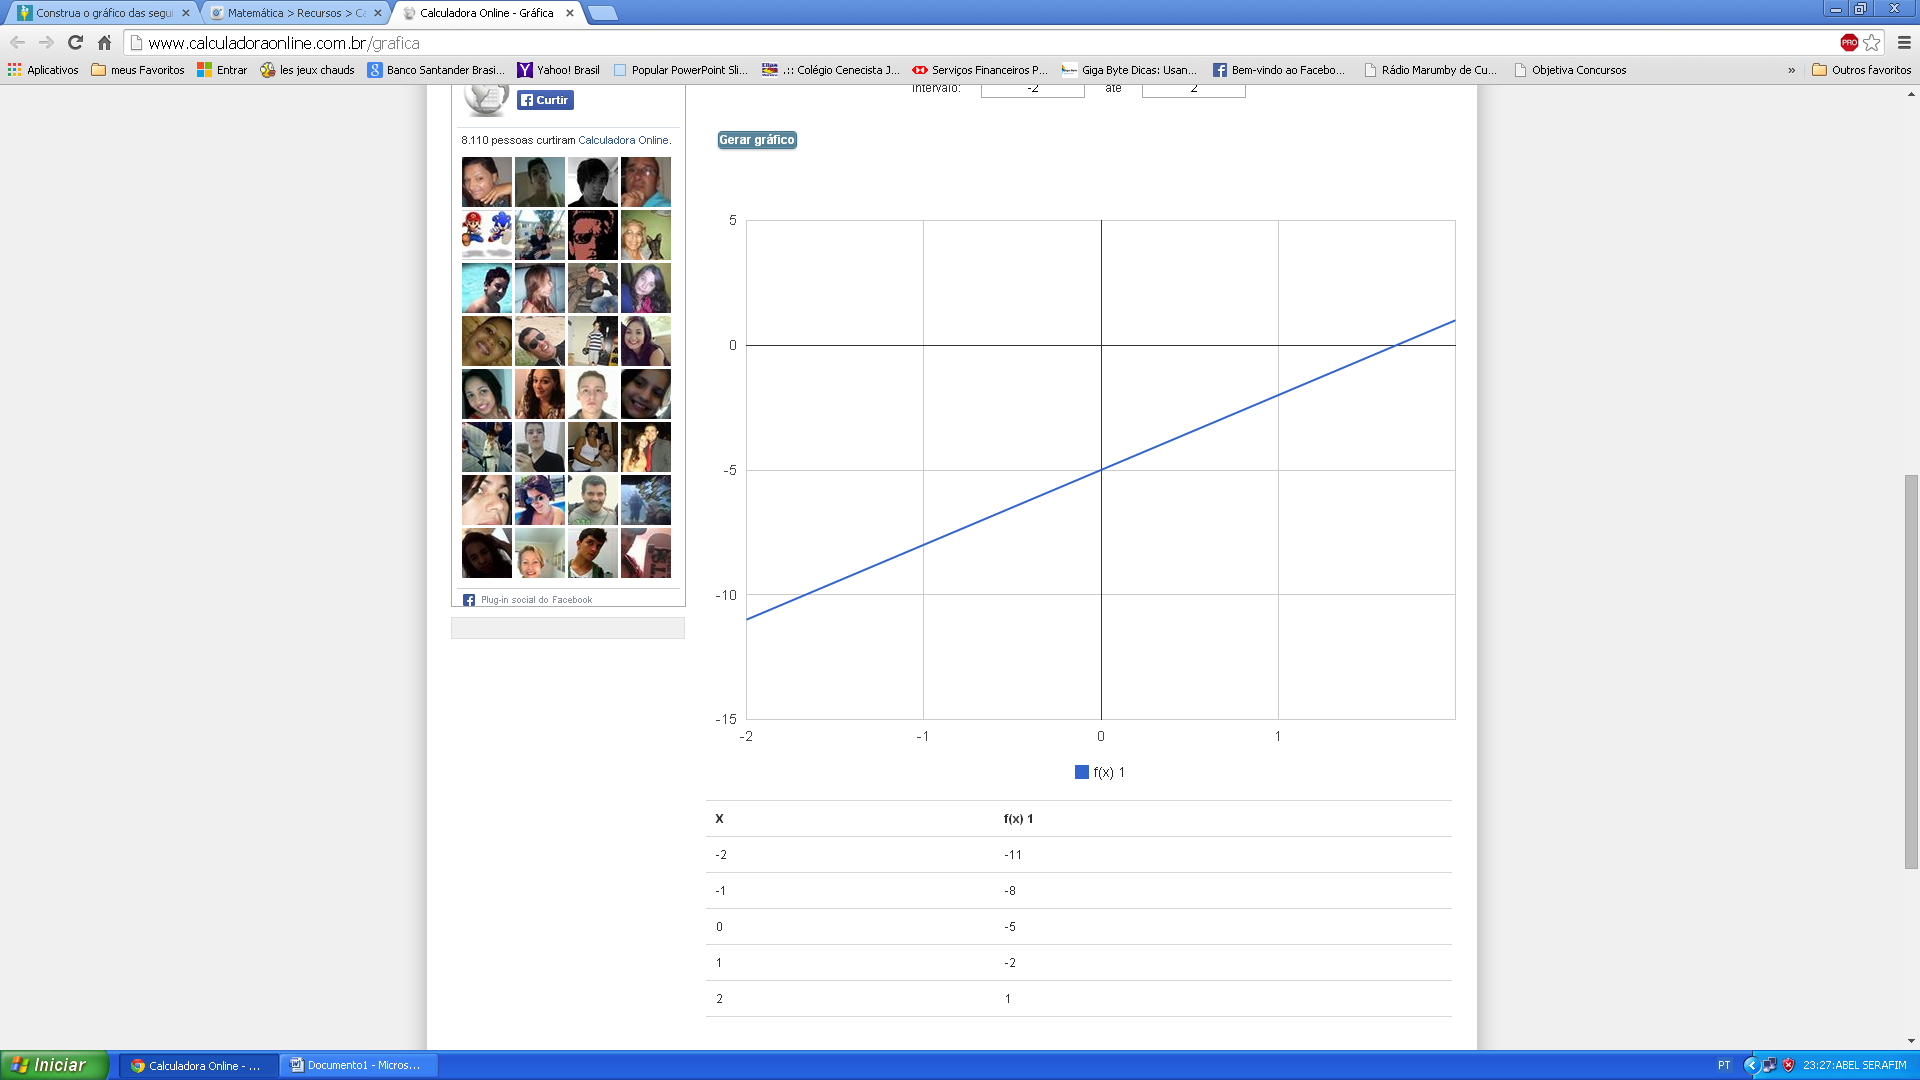 Construa o gráfico das segui
Matemática > Recursos > Ca
Calculadora Online - Gráfica
www.calculadoraonline.com.br/grafica
PRO
Aplicativos
meus Favoritos
Entrar
les jeux chauds
Banco Santander Brasi...
Yahoo! Brasil
Popular PowerPoint Sli...
.:: Colégio Cenecista J...
Serviços Financeiros P...
Giga Byte Dicas: Usan...
Bem-vindo ao Facebo...
Rádio Marumby de Cu...
Objetiva Concursos
»
Outros favoritos
Curtir
8.110 pessoas curtiram Calculadora Online.
Plug-in social do Facebook
Intervalo: -2 até 2
Gerar gráfico
5
0
-5
-10
-15
-2 -1 0 1
f(x) 1
X f(x) 1
-2 -11
-1 -8
0 -5
1 -2
2 1
Iniciar
Calculadora Online - ...
Documento1 - Micros...
PT
23:27:ABEL SERAFIM